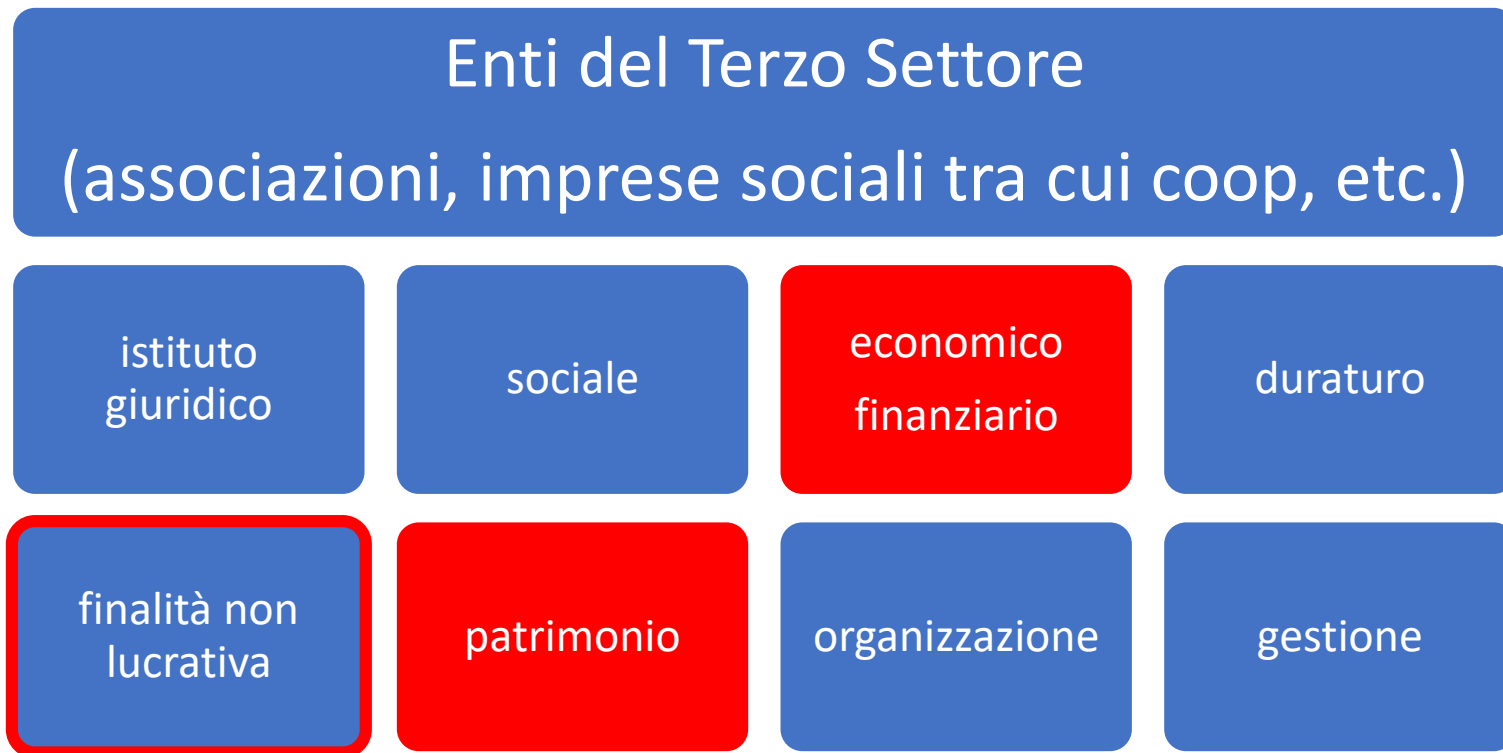 Enti del Terzo Settore
(associazioni, imprese sociali tra cui coop, etc.)
istituto
giuridico
sociale
economico
finanziario
duraturo
finalità non
lucrativa
patrimonio
organizzazione
gestione